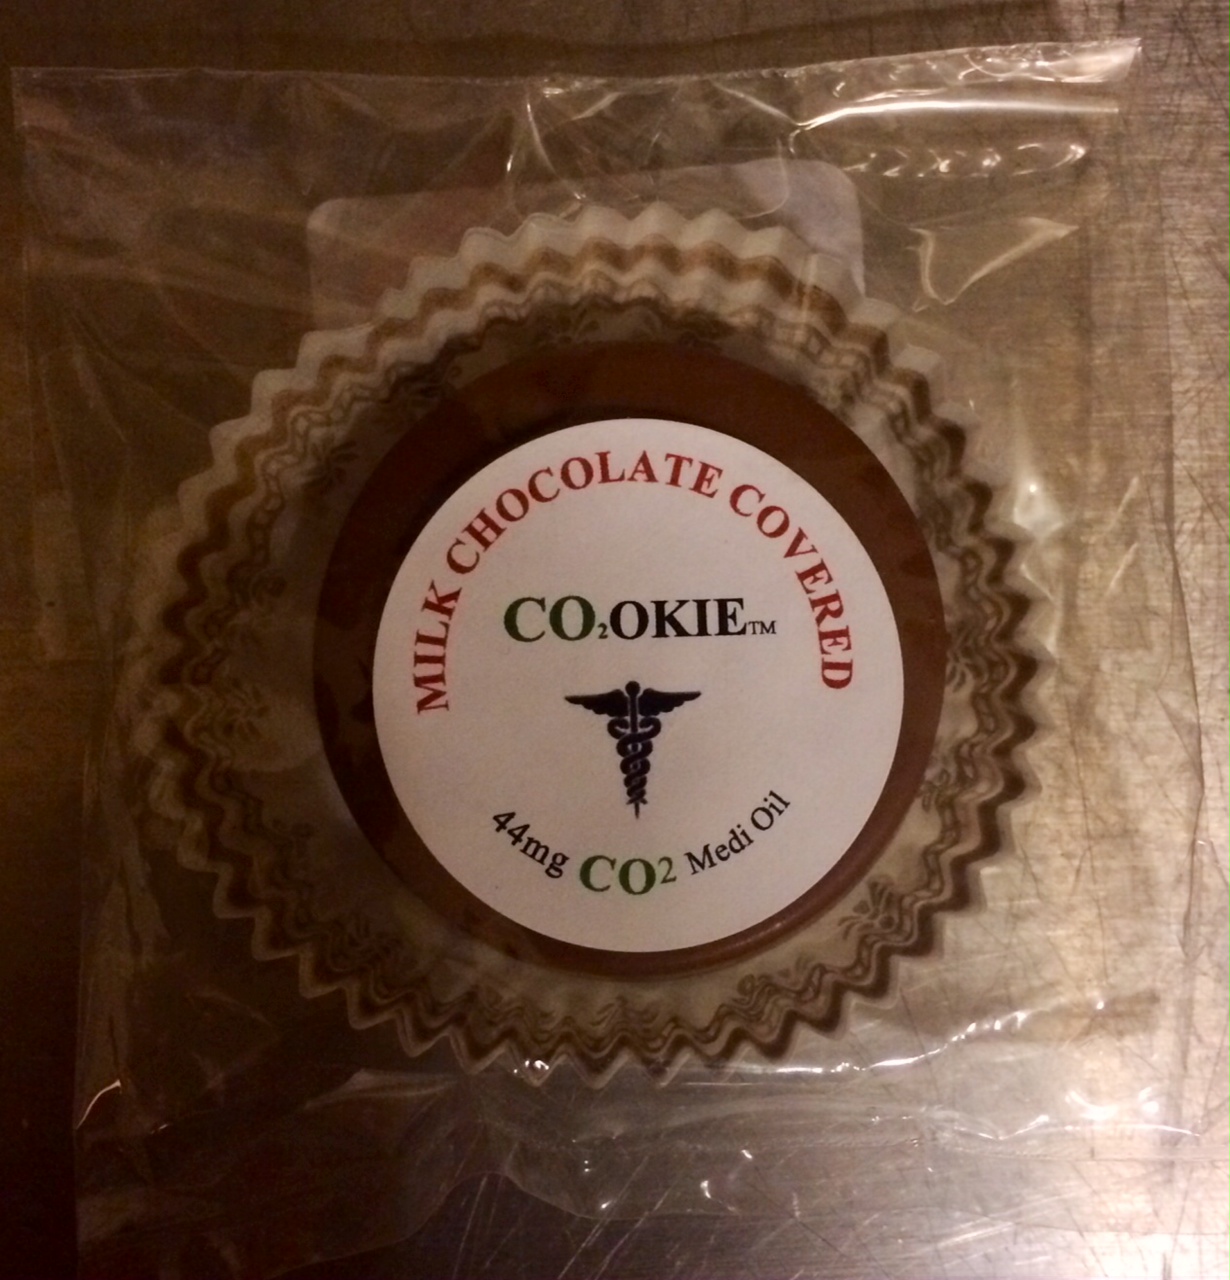 MILK CHOCOLATE COVERED
CO₂OKIE™
44mg CO2 Medi Oil